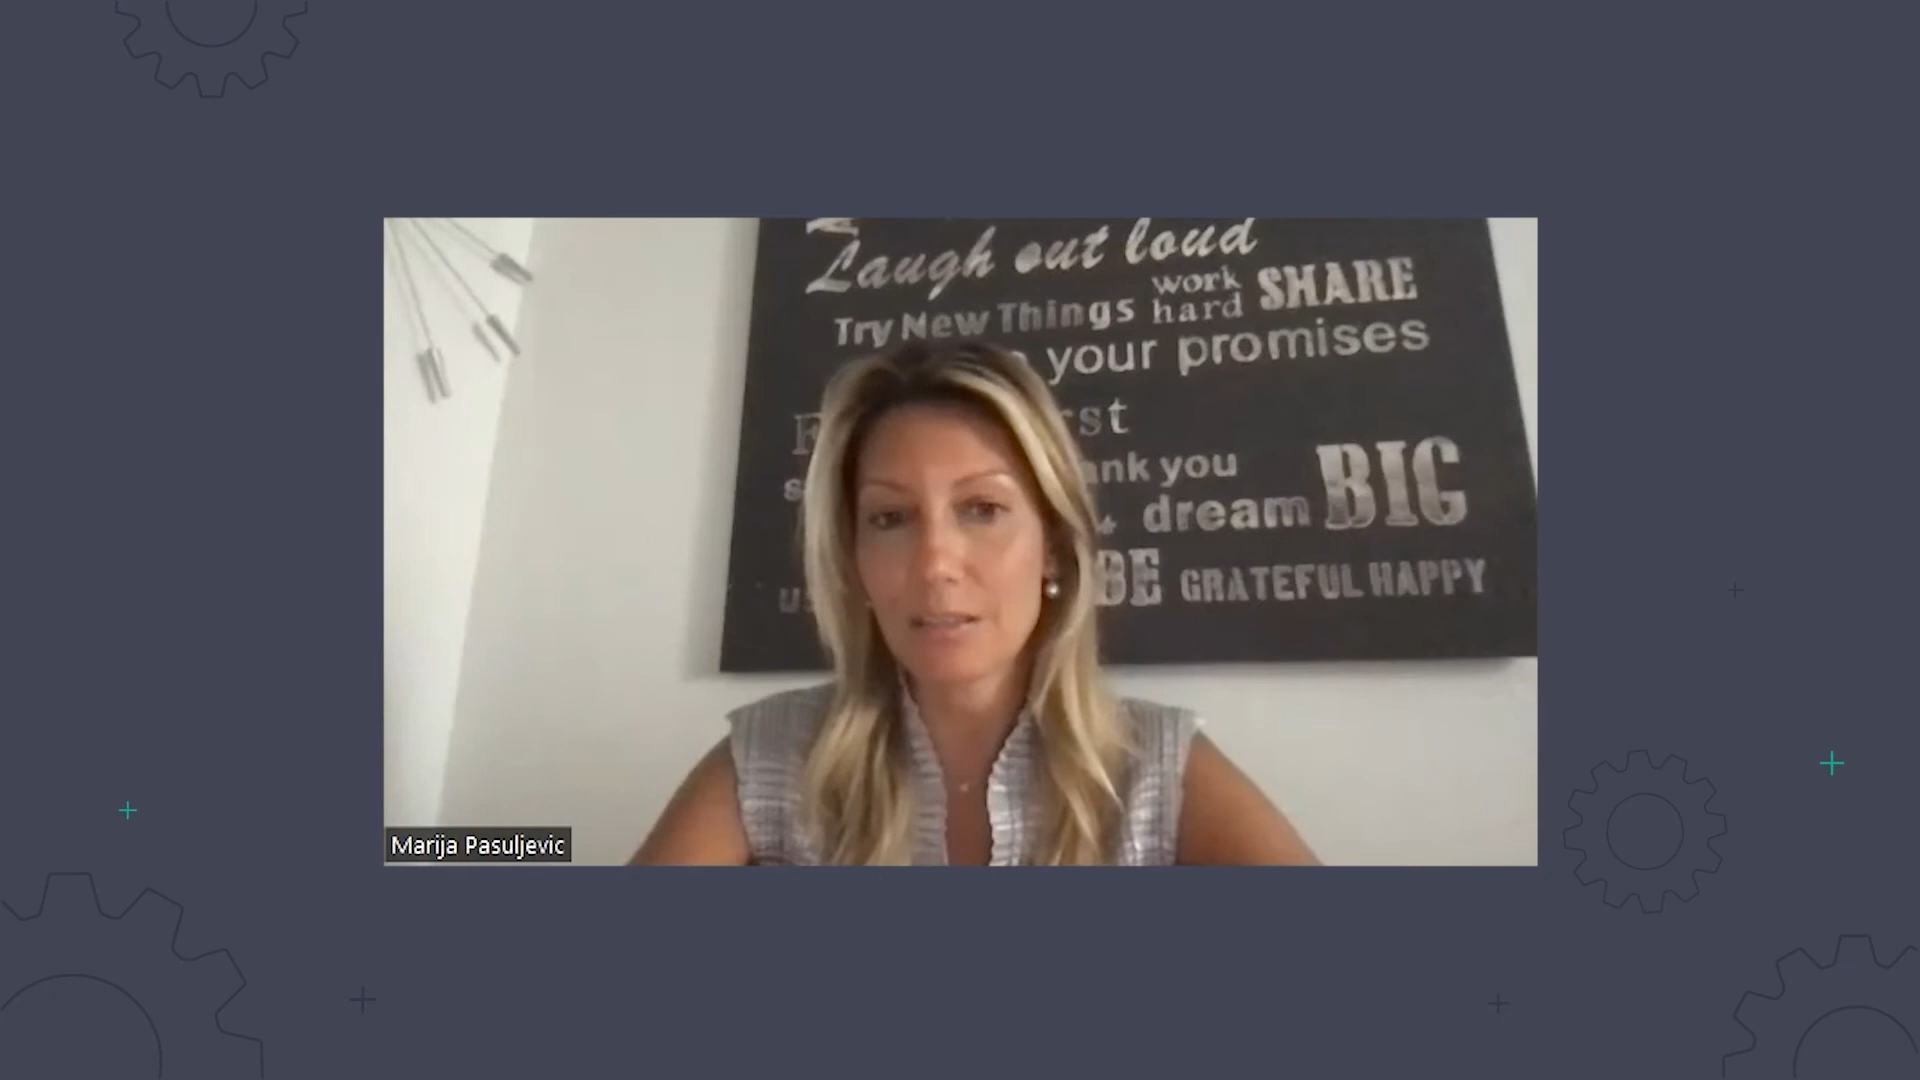 Laugh out loud
work
Try New Things hard SHARE
your promises
ank you
dream BIG
BE GRATEFUL HAPPY
Marija Pasuljevic